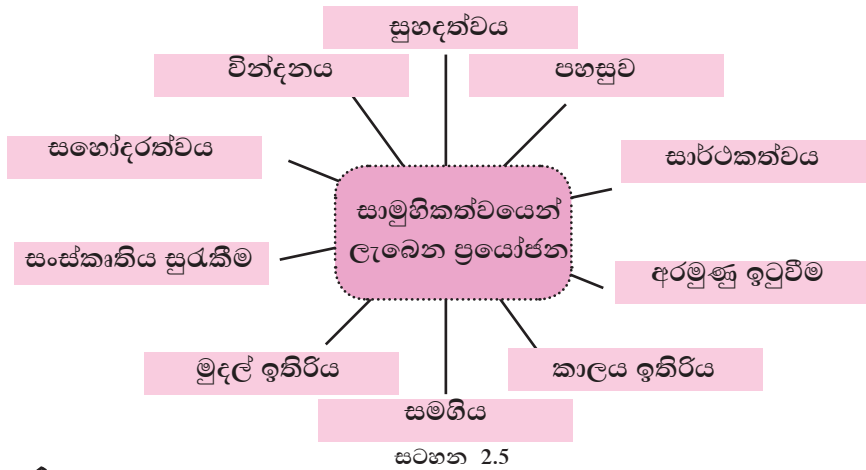 සුහදත්වය
වින්දනය
පහසුව
සහෝදරත්වය
සාර්ථකත්වය
සාමුහිකත්වයෙන්
ලැබෙන ප්‍රයෝජන
සංස්කෘතිය සුරැකීම
අරමුණු ඉටුවීම
මුදල් ඉතිරිය
කාලය ඉතිරිය
සමගිය
සටහන 2.5